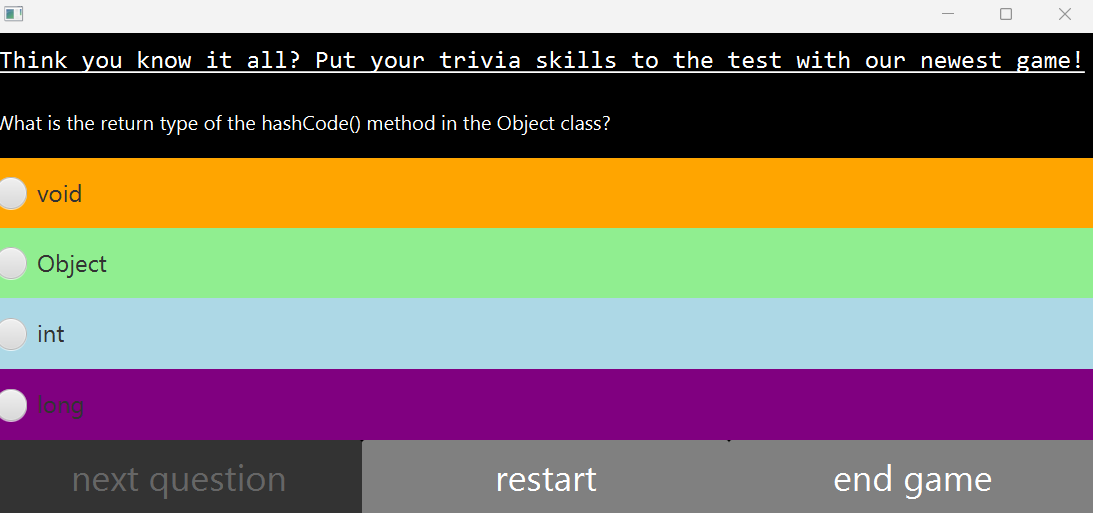 Think you know it all? Put your trivia skills to the test with our newest game!
What is the return type of the hashCode() method in the Object class?
void
Object
int
long
next question restart end game